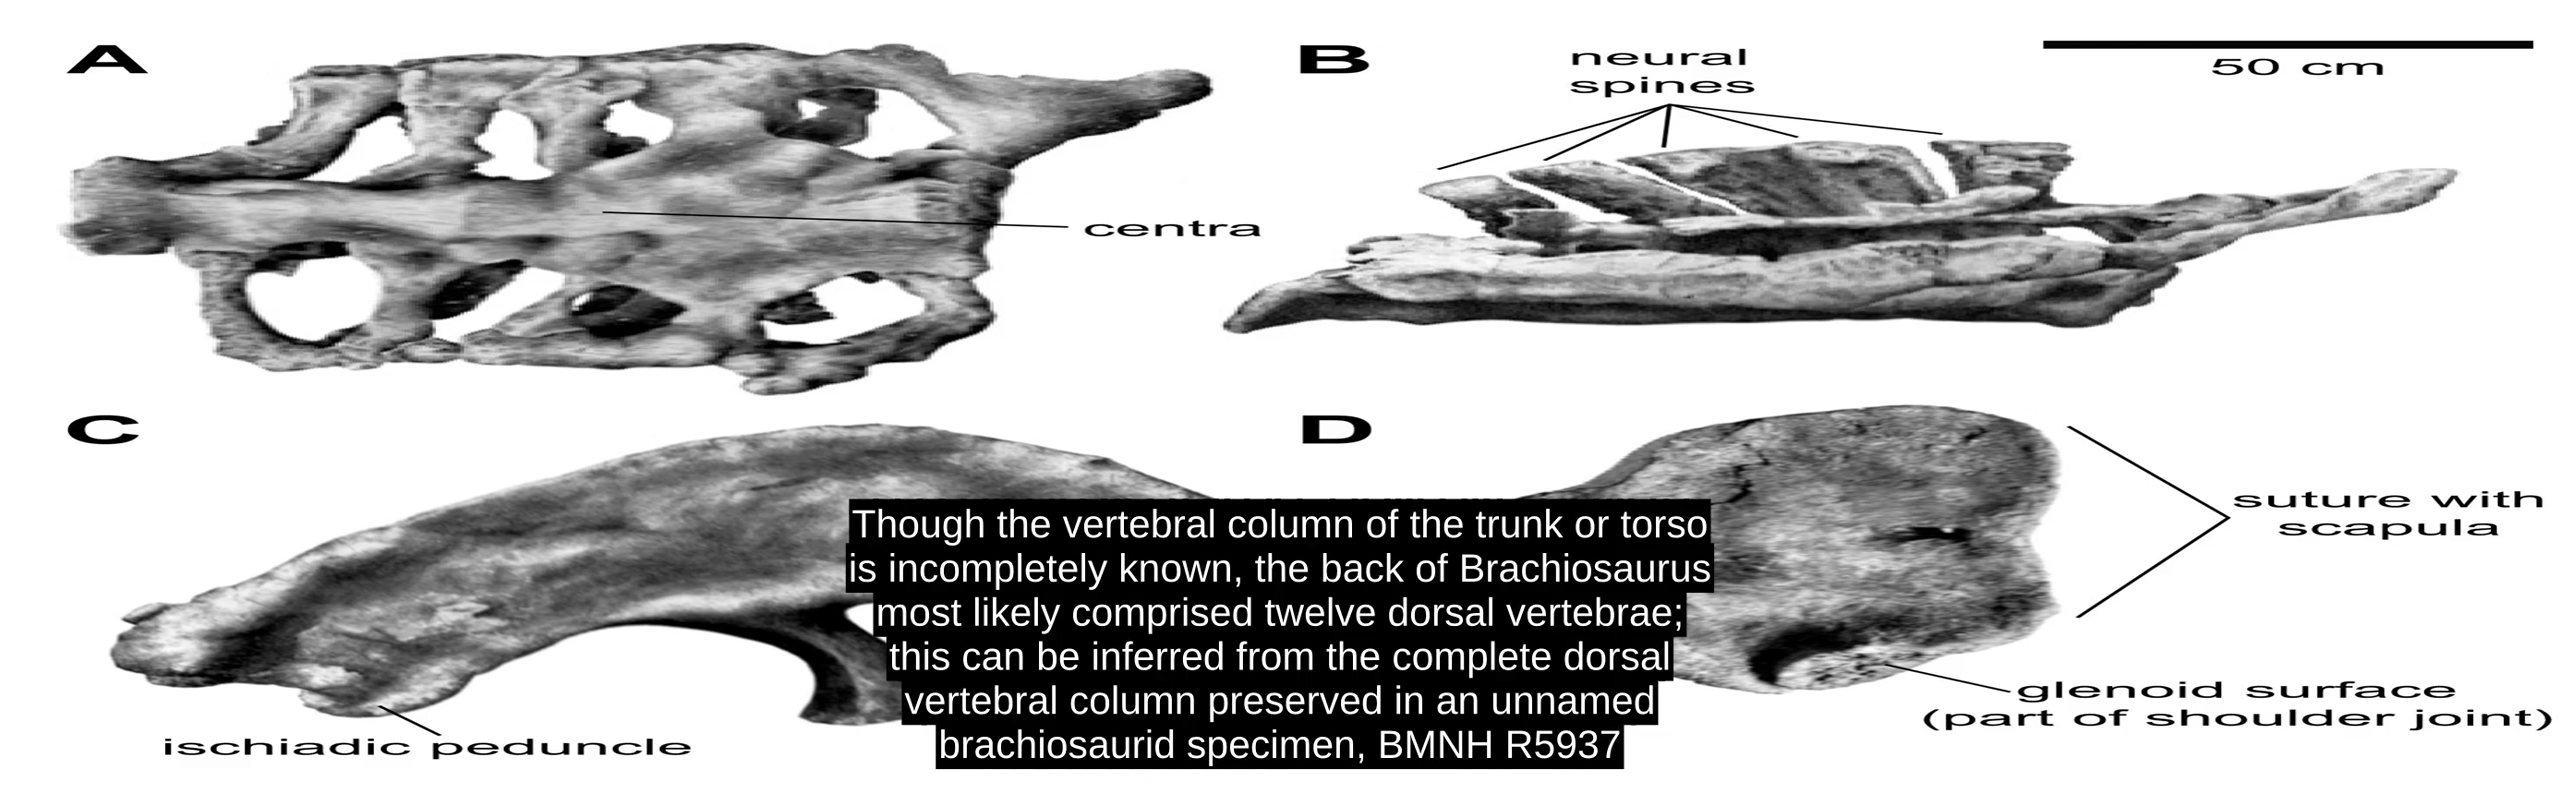 A
B
neural
spines
50 cm
centra
C
D
suture with
scapula
Though the vertebral column of the trunk or torso
is incompletely known, the back of Brachiosaurus
most likely comprised twelve dorsal vertebrae;
this can be inferred from the complete dorsal
vertebral column preserved in an unnamed
brachiosaurid specimen, BMNH R5937
glenoid surface
(part of shoulder joint)
ischiadic peduncle